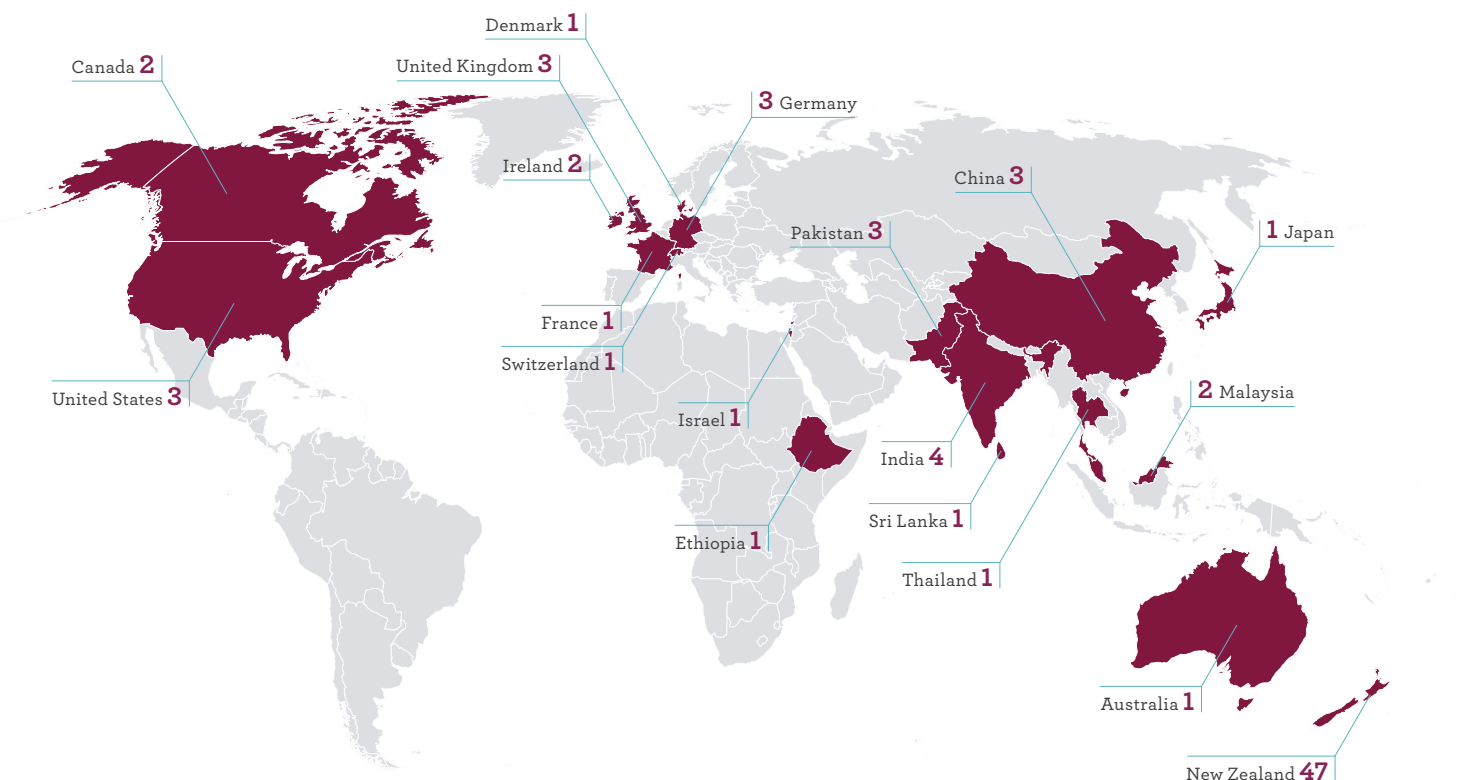 Denmark 1
Canada 2
United Kingdom 3
3 Germany
Ireland 2
China 3
Pakistan 3
1 Japan
France 1
Switzerland 1
United States 3
2 Malaysia
Israel 1
India 4
Sri Lanka 1
Ethiopia 1
Thailand 1
Australia 1
New Zealand 47